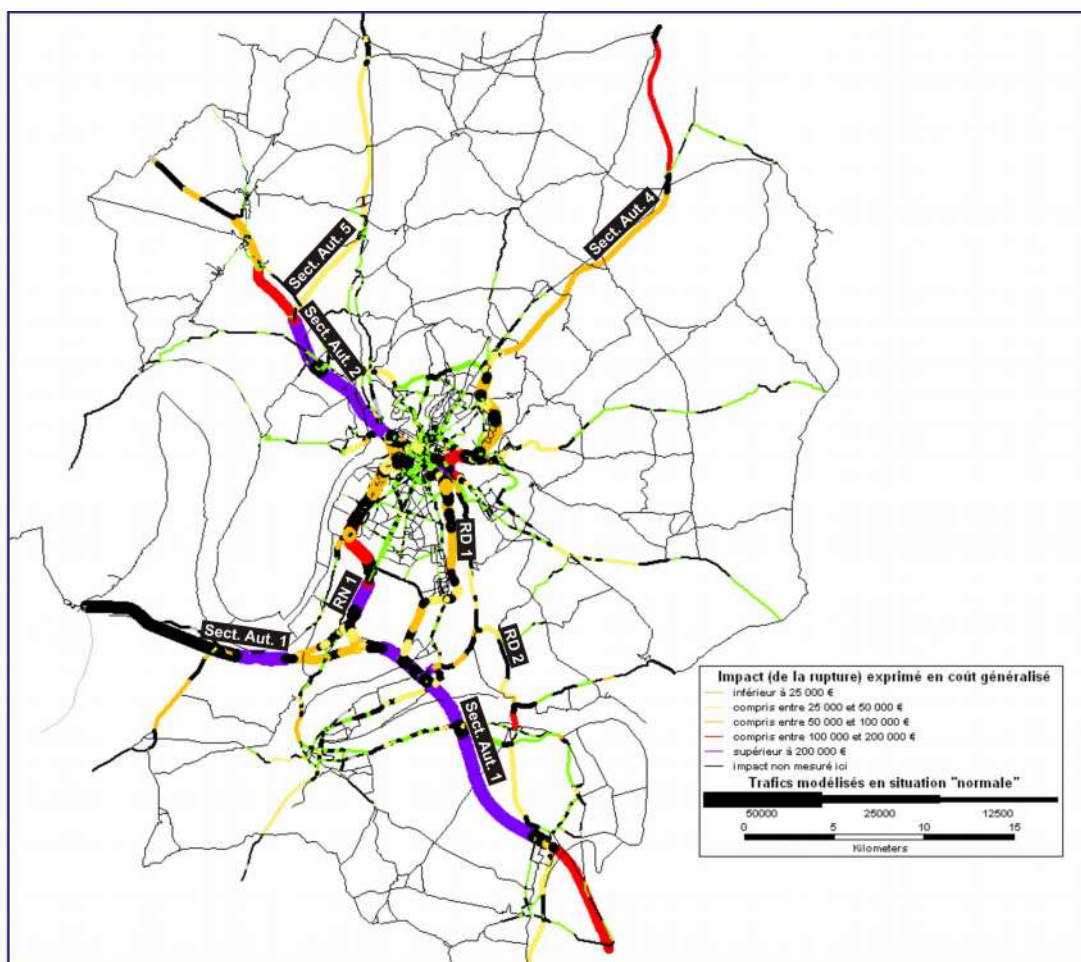 Sect. Aut. 5
Sect. Aut. 4
Sect. Aut. 2
RD 1
RN 1
Sect. Aut. 1
RD 2
Sect. Aut. 1
Impact (de la rupture) exprimé en coût généralisé
inférieur à 25 000 €
compris entre 25 000 et 50 000 €
compris entre 50 000 et 100 000 €
compris entre 100 000 et 200 000 €
supérieur à 200 000 €
impact non mesuré ici
Trafics modélisés en situation "normale"
50000 25000 12500
0 5 10 15
Kilometers